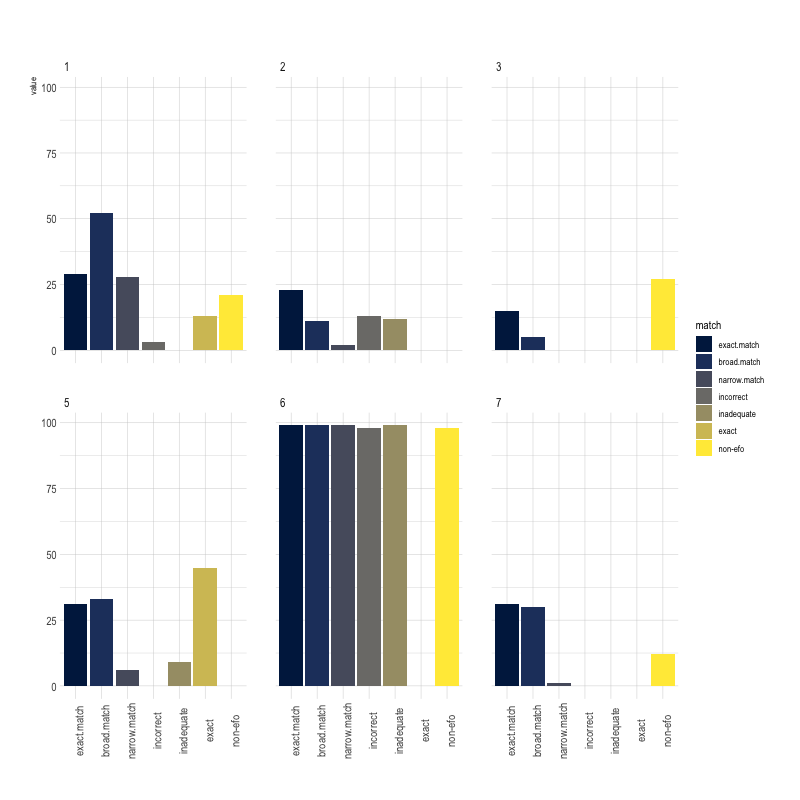 1
2
3
value
100
75
50
25
0
match
exact.match
broad.match
narrow.match
incorrect
inadequate
exact
non-efo
5
6
7
100
75
50
25
0
exact.match
broad.match
narrow.match
incorrect
inadequate
exact
non-efo
exact.match
broad.match
narrow.match
incorrect
inadequate
exact
non-efo
exact.match
broad.match
narrow.match
incorrect
inadequate
exact
non-efo